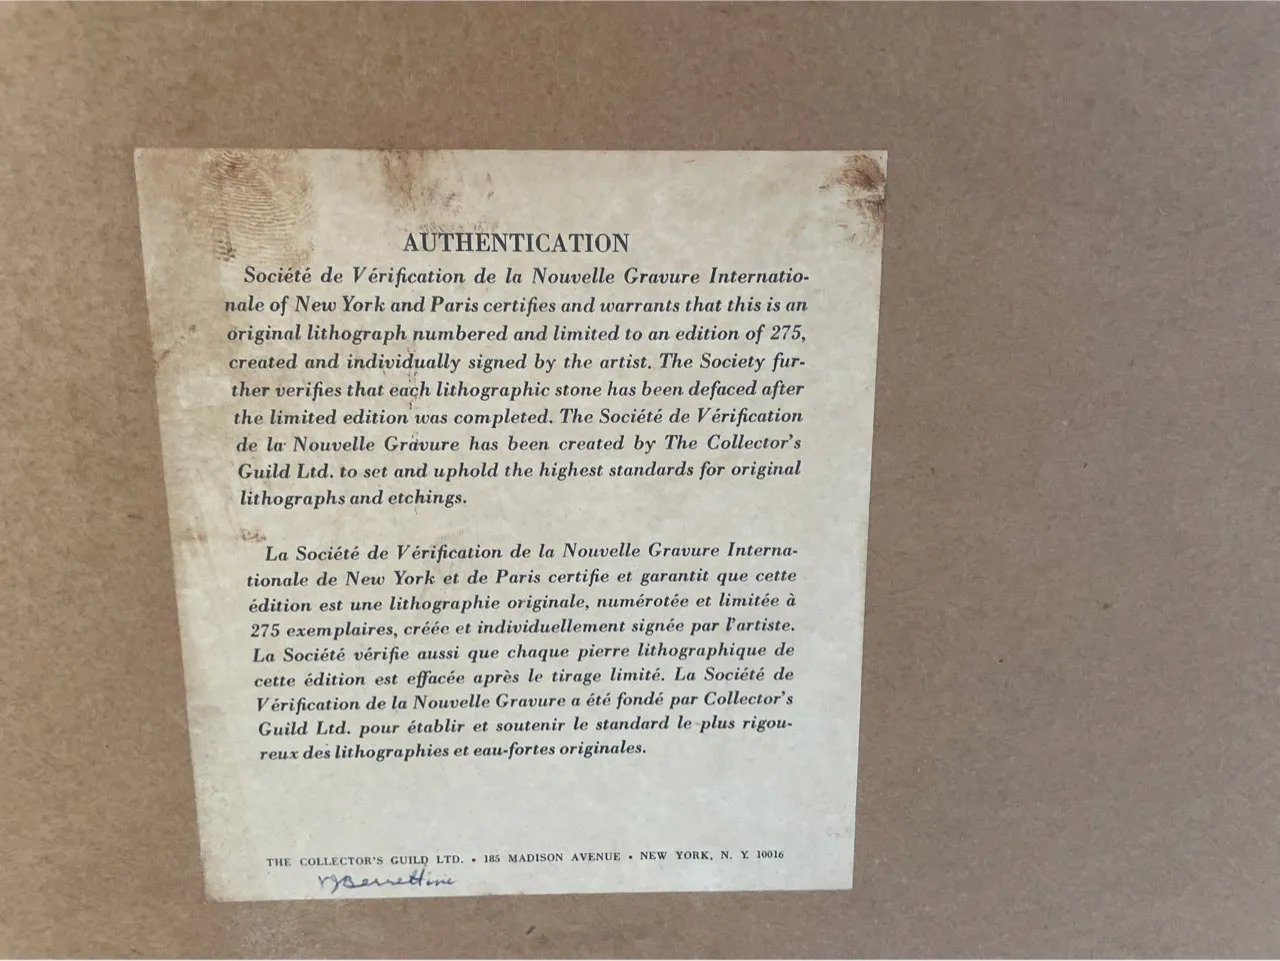 AUTHENTICATION
Société de Vérification de la Nouvelle Gravure Internatio-
nale of New York and Paris certifies and warrants that this is an
original lithograph numbered and limited to an edition of 275,
created and individually signed by the artist. The Society fur-
ther verifies that each lithographic stone has been defaced after
the limited edition was completed. The Société de Vérification
de la Nouvelle Gravure has been created by The Collector's
Guild Ltd. to set and uphold the highest standards for original
lithographs and etchings.
La Société de Vérification de la Nouvelle Gravure Interna-
tionale de New York et de Paris certifie et garantit que cette
édition est une lithographie originale, numérotée et limitée à
275 exemplaires, créée et individuellement signée par l'artiste.
La Société vérifie aussi que chaque pierre lithographique de
cette édition est effacée après le tirage limité. La Société de
Vérification de la Nouvelle Gravure a été fondé par Collector's
Guild Ltd. pour établir et soutenir le standard le plus rigou-
reux des lithographies et eau-fortes originales.
THE COLLECTOR'S GUILD LTD. • 185 MADISON AVENUE • NEW YORK, N. Y. 10016